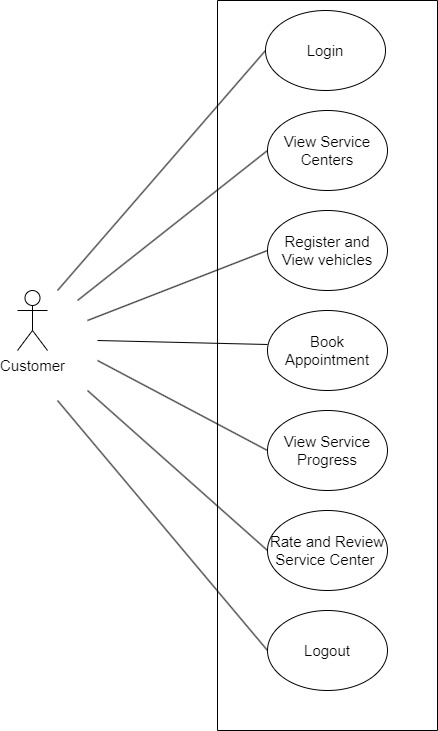 Login
View Service
Centers
Register and
View vehicles
Book
Appointment
Customer
View Service
Progress
Rate and Review
Service Center
Logout